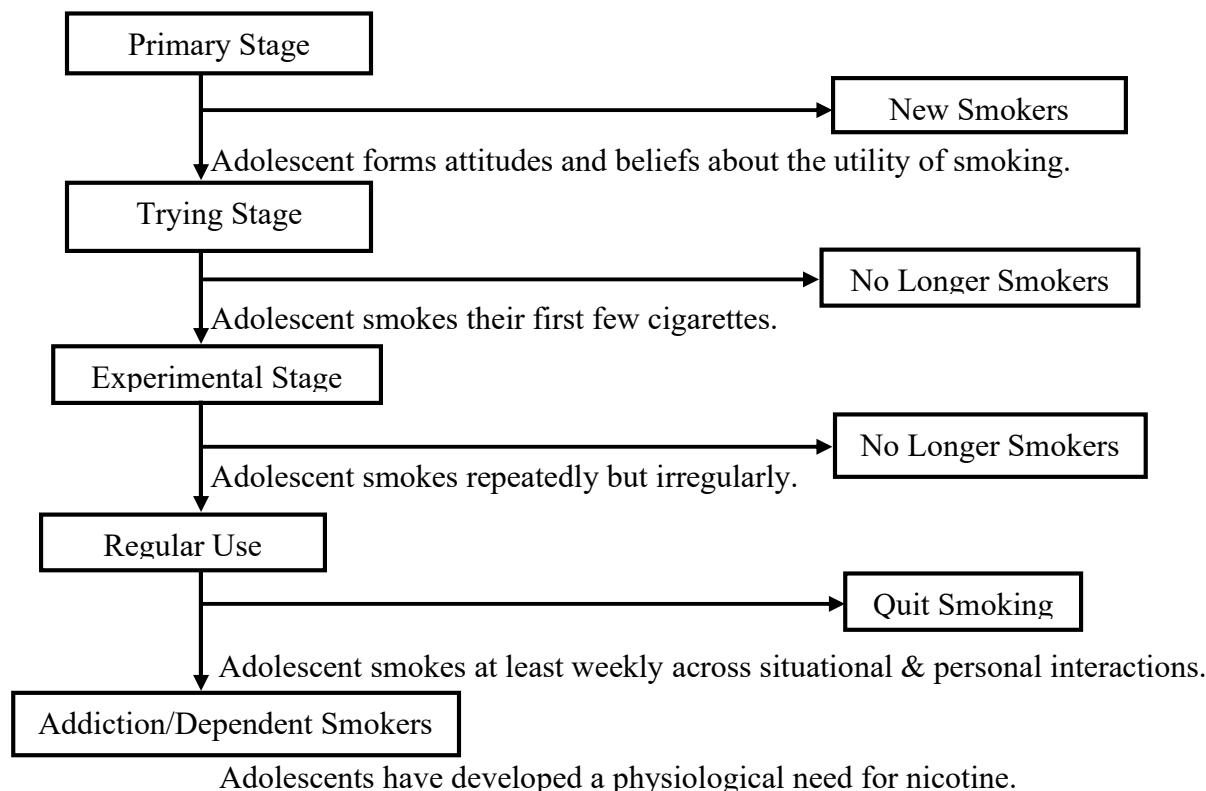 Primary Stage
New Smokers
Adolescent forms attitudes and beliefs about the utility of smoking.
Trying Stage
No Longer Smokers
Adolescent smokes their first few cigarettes.
Experimental Stage
No Longer Smokers
Adolescent smokes repeatedly but irregularly.
Regular Use
Quit Smoking
Adolescent smokes at least weekly across situational & personal interactions.
Addiction/Dependent Smokers
Adolescents have developed a physiological need for nicotine.